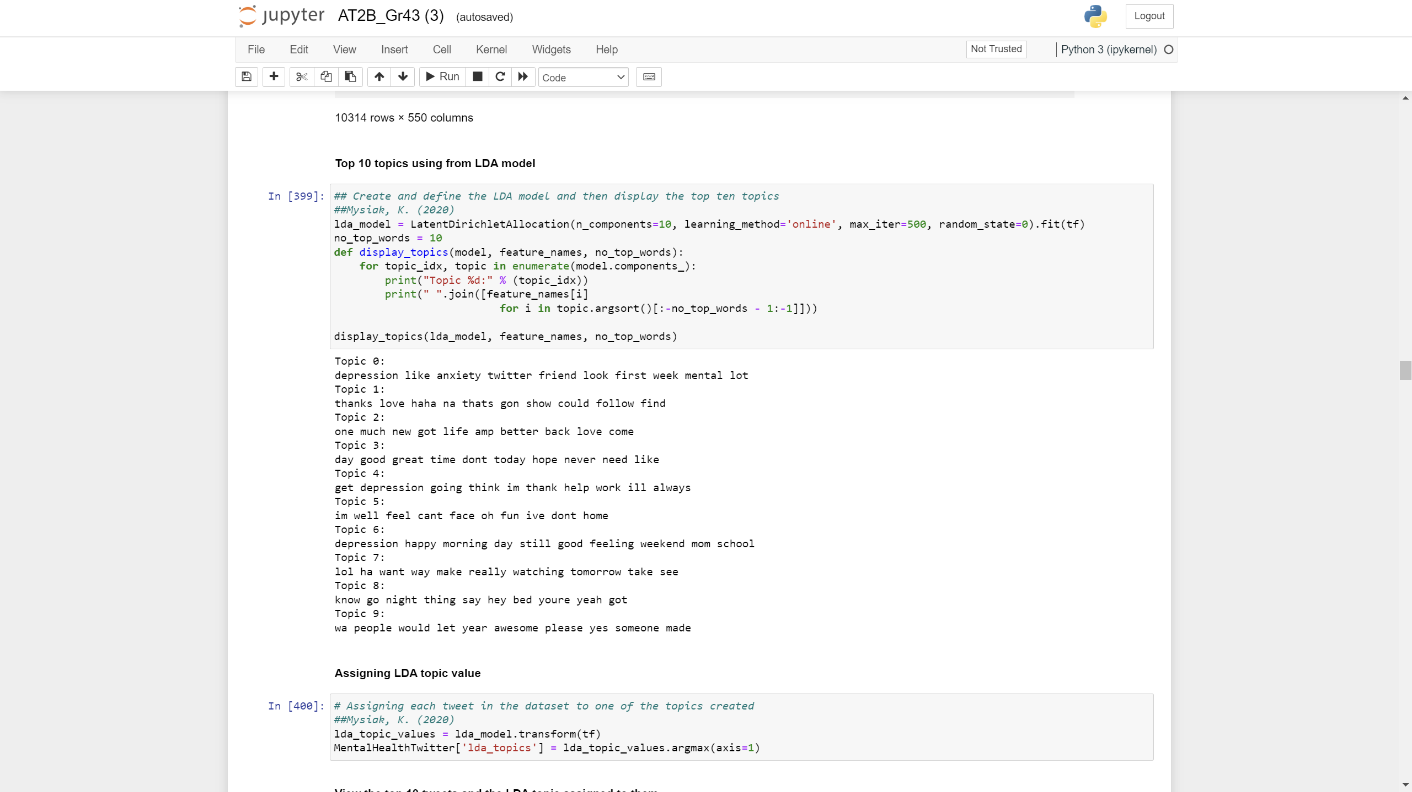 jupyter AT2B_Gr43 (3) (autosaved)
Logout
File Edit View Insert Cell Kernel Widgets Help
Not Trusted
Python 3 (ipykernel)
Run
Code
10314 rows × 550 columns
Top 10 topics using from LDA model
In [399]:
## Create and define the LDA model and then display the top ten topics
##Mysiak, K. (2020)
lda_model = LatentDirichletAllocation(n_components=10, learning_method='online', max_iter=500, random_state=0).fit(tf)
no_top_words = 10
def display_topics(model, feature_names, no_top_words):
    for topic_idx, topic in enumerate(model.components_):
        print("Topic %d:" % (topic_idx))
        print(" ".join([feature_names[i]
                          for i in topic.argsort()[:-no_top_words - 1:-1]]))
display_topics(lda_model, feature_names, no_top_words)
Topic 0:
depression like anxiety twitter friend look first week mental lot
Topic 1:
thanks love haha na thats gon show could follow find
Topic 2:
one much new got life amp better back love come
Topic 3:
day good great time dont today hope never need like
Topic 4:
get depression going think im thank help work ill always
Topic 5:
im well feel cant face oh fun ive dont home
Topic 6:
depression happy morning day still good feeling weekend mom school
Topic 7:
lol ha want way make really watching tomorrow take see
Topic 8:
know go night thing say hey bed youre yeah got
Topic 9:
wa people would let year awesome please yes someone made
Assigning LDA topic value
In [400]:
# Assigning each tweet in the dataset to one of the topics created
##Mysiak, K. (2020)
lda_topic_values = lda_model.transform(tf)
MentalHealthTwitter['lda_topics'] = lda_topic_values.argmax(axis=1)
View the top 10 tweets and the LDA topic assigned to them